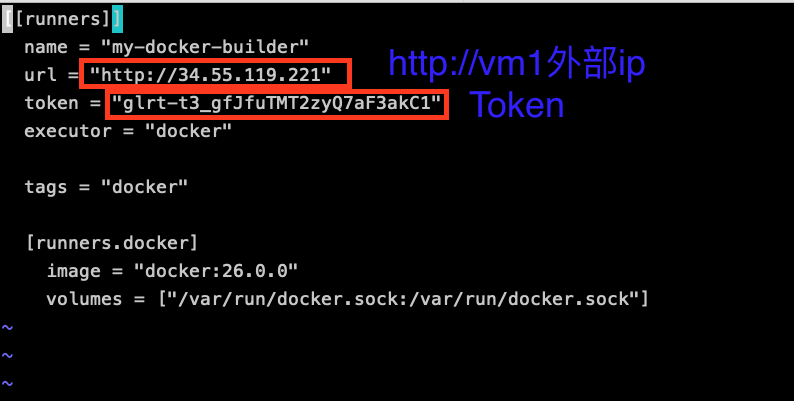 [[runners]]
name = "my-docker-builder"
url = "http://34.55.119.221" http://vm1外部ip
token = "glrt-t3_gfJfuTMT2zyQ7aF3akC1" Token
executor = "docker"
tags = "docker"
[runners.docker]
image = "docker:26.0.0"
volumes = ["/var/run/docker.sock:/var/run/docker.sock"]
~
~
~